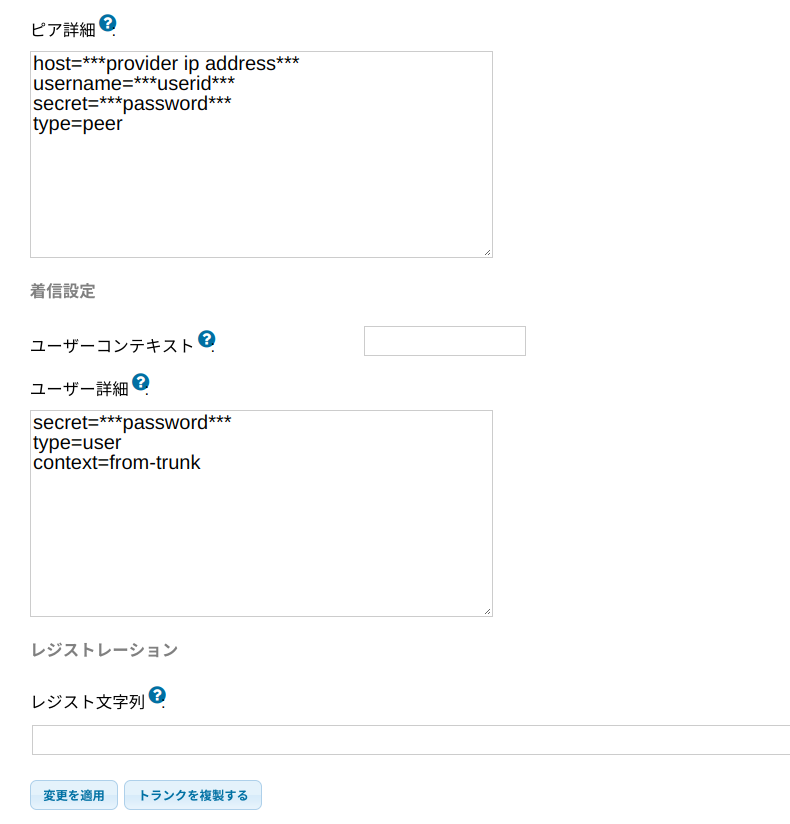 ピア詳細 ?:
host=***provider ip address***
username=***userid***
secret=***password***
type=peer
着信設定
ユーザーコンテキスト ?:
ユーザー詳細 ?:
secret=***password***
type=user
context=from-trunk
レジストレーション
レジスト文字列 ?:
変更を適用 トランクを複製する